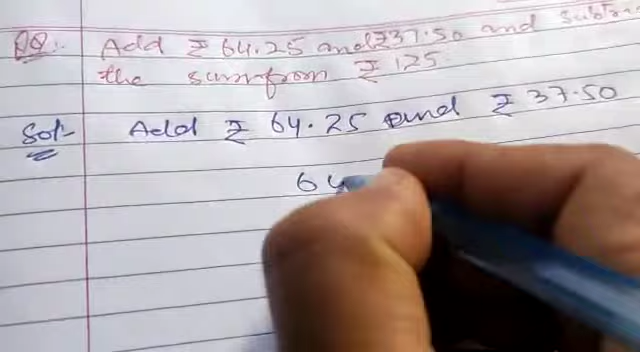 Q. Add ₹ 64.25 and ₹37.50 and
the sum from ₹ 125.
Sol:- Add ₹ 64.25 and ₹ 37.50
64